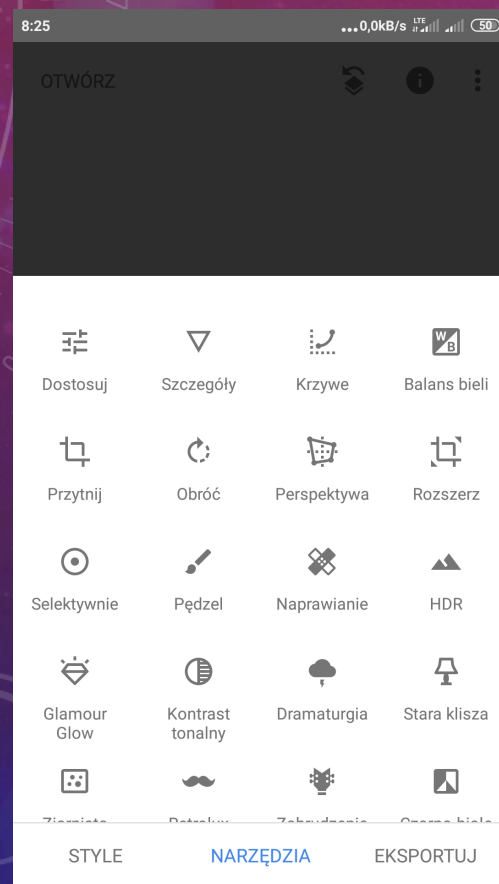 8:25 ...0,0kB/s LTE 50
OTWÓRZ
Dostosuj Szczegóły Krzywe Balans bieli
Przytnij Obróć Perspektywa Rozszerz
Selektywnie Pędzel Naprawianie HDR
Glamour Glow Kontrast tonalny Dramaturgia Stara klisza
STYLE NARZĘDZIA EKSPORTUJ